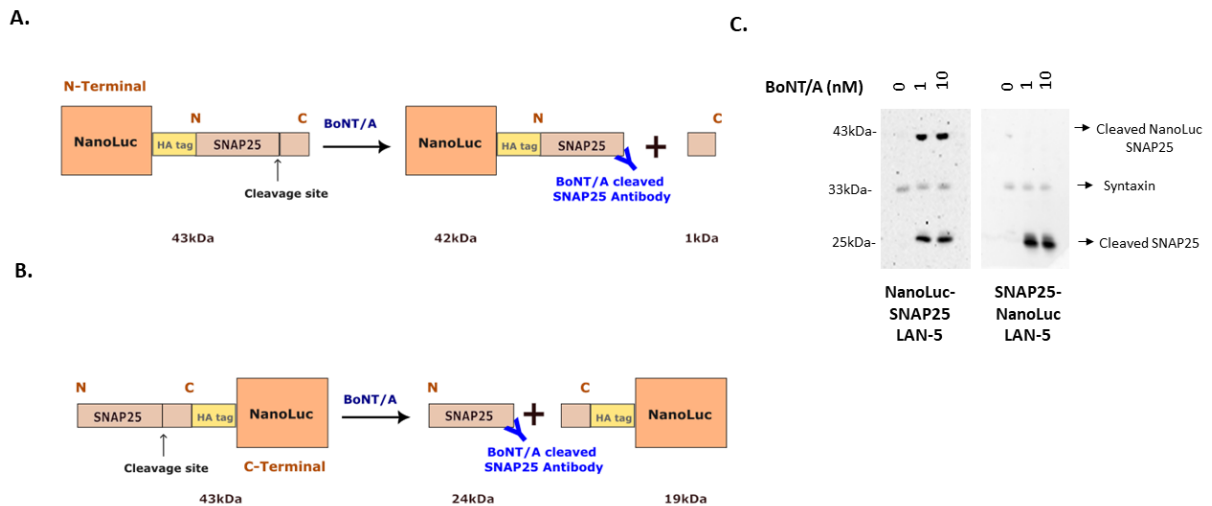 A.
N-Terminal
N
C
NanoLuc
HA tag
SNAP25
Cleavage site
43kDa
BoNT/A
N
C
NanoLuc
HA tag
SNAP25
+
BoNT/A cleaved
SNAP25 Antibody
42kDa
1kDa
B.
N
C
SNAP25
HA tag
NanoLuc
Cleavage site
C-Terminal
43kDa
BoNT/A
N
C
SNAP25
+
HA tag
NanoLuc
BoNT/A cleaved
SNAP25 Antibody
24kDa
19kDa
C.
BoNT/A (nM)
0
1
10
0
1
10
43kDa-
33kDa-
25kDa-
Cleaved NanoLuc
SNAP25
Syntaxin
Cleaved SNAP25
NanoLuc-
SNAP25
LAN-5
SNAP25-
NanoLuc
LAN-5